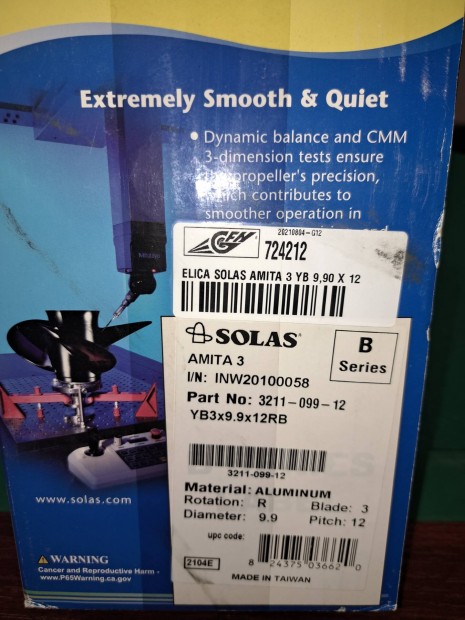 Extremely Smooth & Quiet
• Dynamic balance and CMM
3-dimension tests ensure
propeller's precision,
which contributes to
smoother operation in
GFN
20210804-G12
724212
ELICA SOLAS AMITA 3 YB 9,90 X 12
SOLAS
B
Series
AMITA 3
I/N: INW20100058
Part No: 3211-099-12
YB3x9.9x12RB
3211-099-12
Material: ALUMINUM
Rotation: R Blade: 3
Diameter: 9.9 Pitch: 12
upc code:
2104E
8 24375 03662 0
MADE IN TAIWAN
www.solas.com
WARNING
Cancer and Reproductive Harm -
www.P65Warning.ca.gov